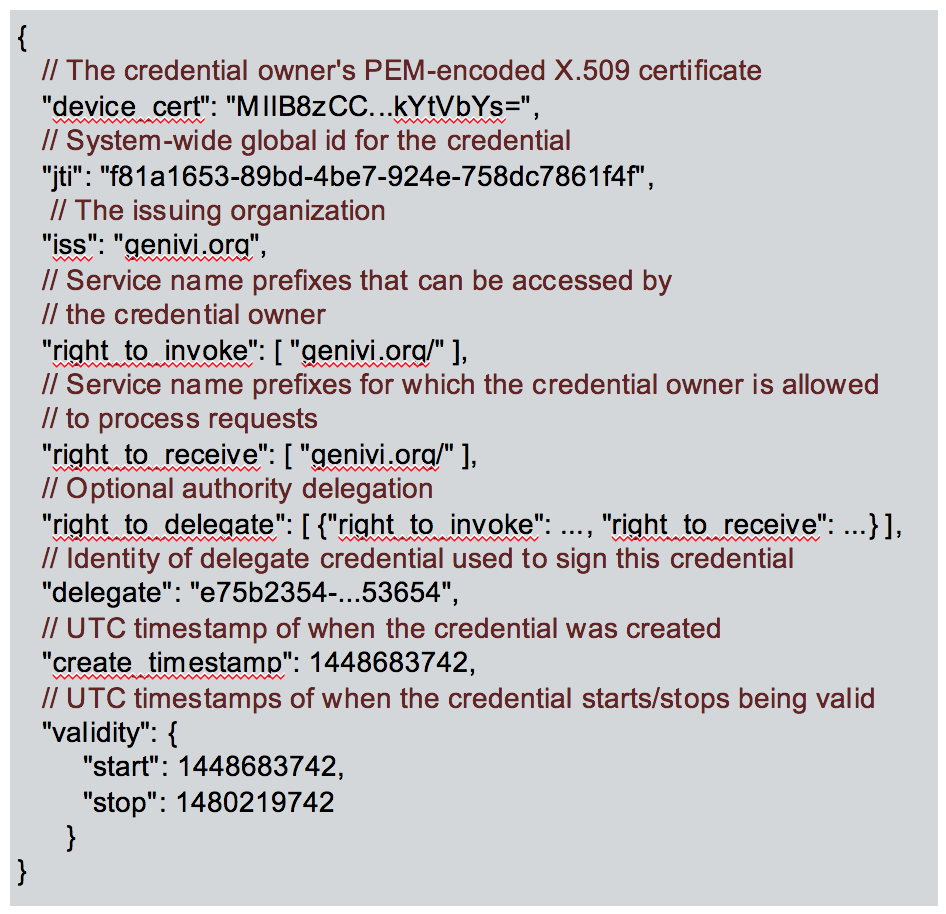 {
// The credential owner's PEM-encoded X.509 certificate
"device_cert": "MIIB8zCC...kYtVbYs=",
// System-wide global id for the credential
"jti": "f81a1653-89bd-4be7-924e-758dc7861f4f",
// The issuing organization
"iss": "genivi.org",
// Service name prefixes that can be accessed by
// the credential owner
"right_to_invoke": [ "genivi.org/" ],
// Service name prefixes for which the credential owner is allowed
// to process requests
"right_to_receive": [ "genivi.org/" ],
// Optional authority delegation
"right_to_delegate": [ {"right_to_invoke": ..., "right_to_receive": ...} ],
// Identity of delegate credential used to sign this credential
"delegate": "e75b2354-...53654",
// UTC timestamp of when the credential was created
"create_timestamp": 1448683742,
// UTC timestamps of when the credential starts/stops being valid
"validity": {
"start": 1448683742,
"stop": 1480219742
}
}